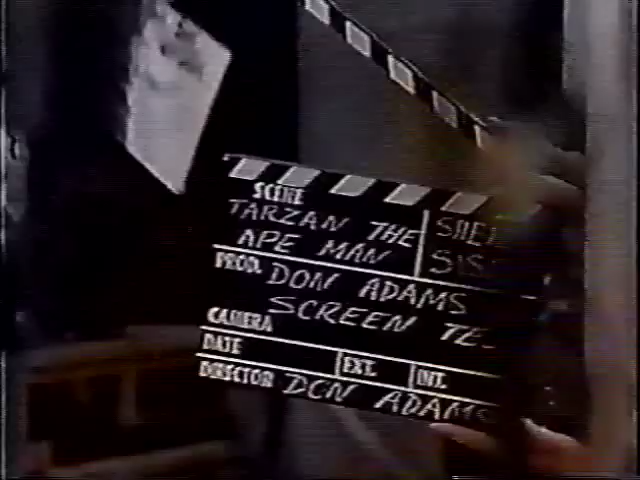 SCENE
TARZAN THE
APE MAN
PROD. DON ADAMS
SCREEN
CAMERA
DATE EXT. INT.
DIRECTOR DON ADAMS